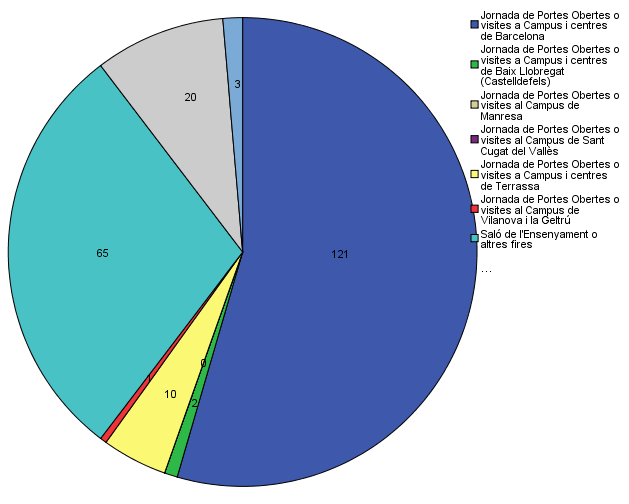 Jornada de Portes Obertes o
visites a Campus i centres
de Barcelona
Jornada de Portes Obertes o
visites a Campus i centres
de Baix Llobregat
(Castelldefels)
Jornada de Portes Obertes o
visites al Campus de
Manresa
Jornada de Portes Obertes o
visites al Campus de Sant
Cugat del Vallès
Jornada de Portes Obertes o
visites a Campus i centres
de Terrassa
Jornada de Portes Obertes o
visites al Campus de
Vilanova i la Geltrú
Saló de l'Ensenyament o
altres fires
...
3
20
65
121
0
10
2